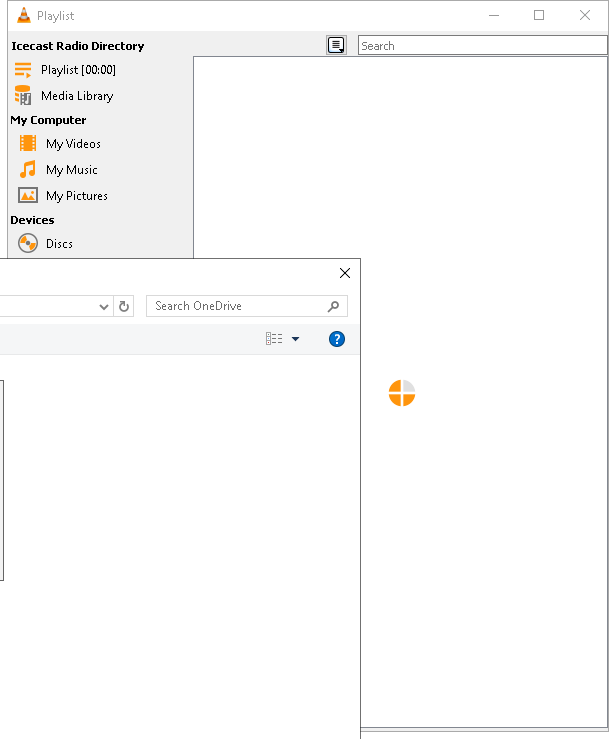 Playlist
Icecast Radio Directory
Search
Playlist [00:00]
Media Library
My Computer
My Videos
My Music
My Pictures
Devices
Discs
Search OneDrive
?